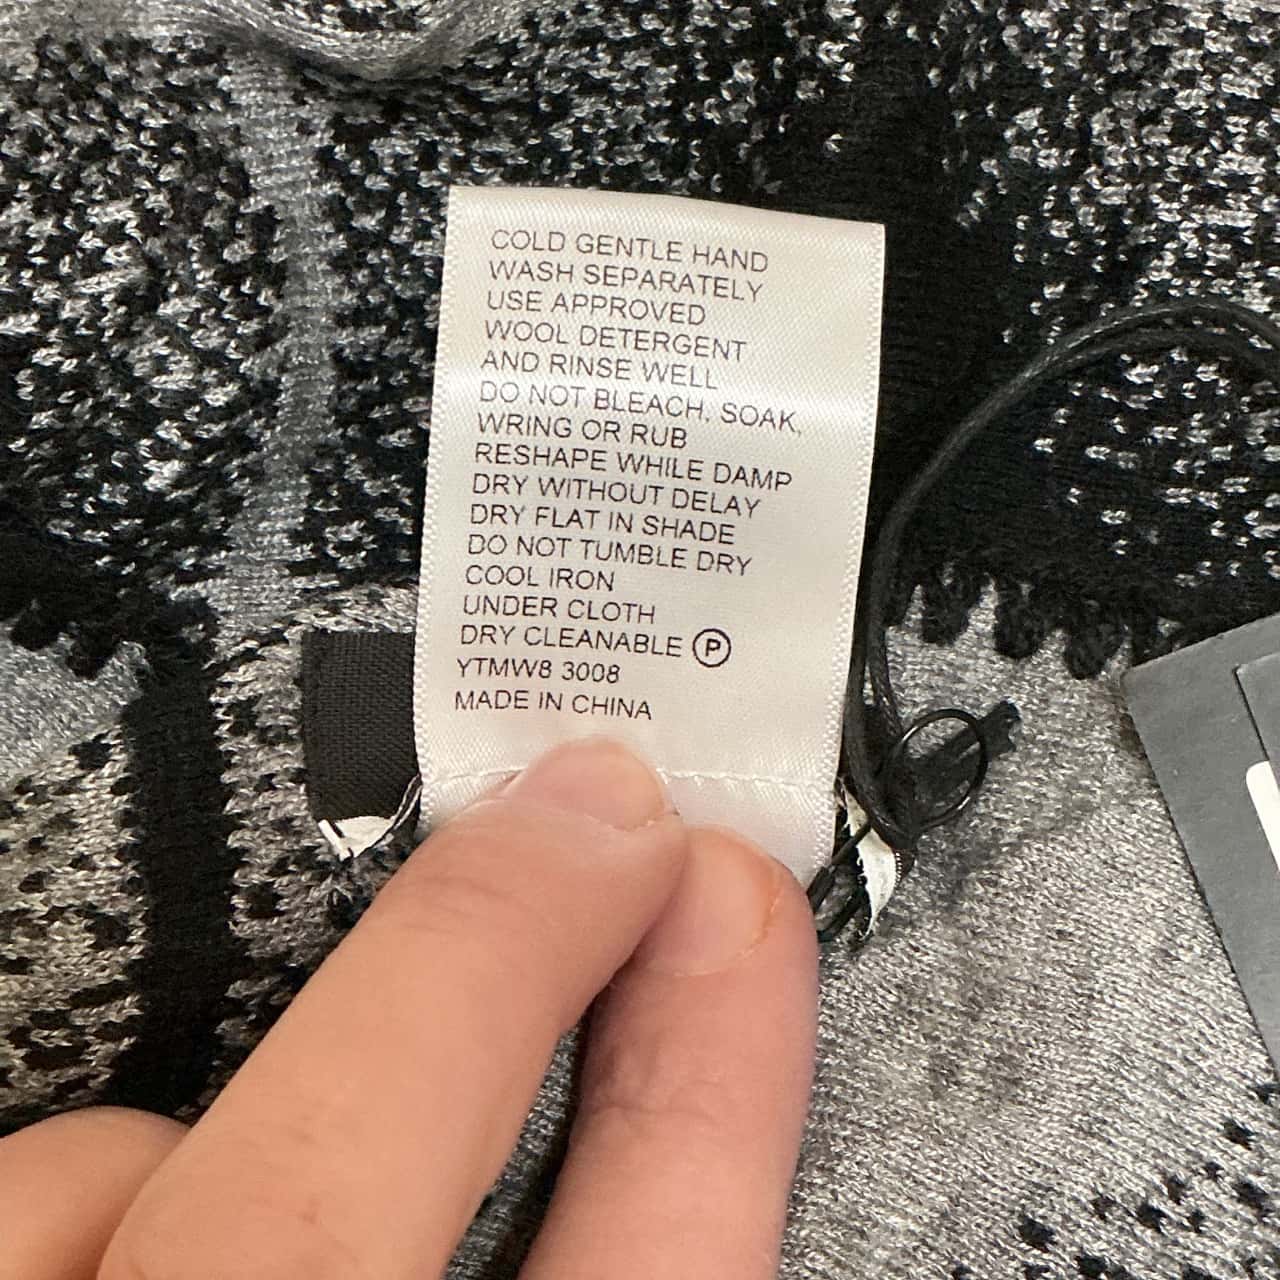 COLD GENTLE HAND
WASH SEPARATELY
USE APPROVED
WOOL DETERGENT
AND RINSE WELL
DO NOT BLEACH, SOAK,
WRING OR RUB
RESHAPE WHILE DAMP
DRY WITHOUT DELAY
DRY FLAT IN SHADE
DO NOT TUMBLE DRY
COOL IRON
UNDER CLOTH
DRY CLEANABLE Ⓟ
YTMW8 3008
MADE IN CHINA